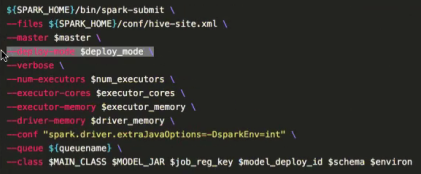 ${SPARK_HOME}/bin/spark-submit \
--files ${SPARK_HOME}/conf/hive-site.xml \
--master $master \
--deploy-mode $deploy_mode \
--verbose \
--num-executors $num_executors \
--executor-cores $executor_cores \
--executor-memory $executor_memory \
--driver-memory $driver_memory \
--conf "spark.driver.extraJavaOptions=-DsparkEnv=int" \
--queue ${queuename} \
--class $MAIN_CLASS $MODEL_JAR $job_reg_key $model_deploy_id $schema $environ